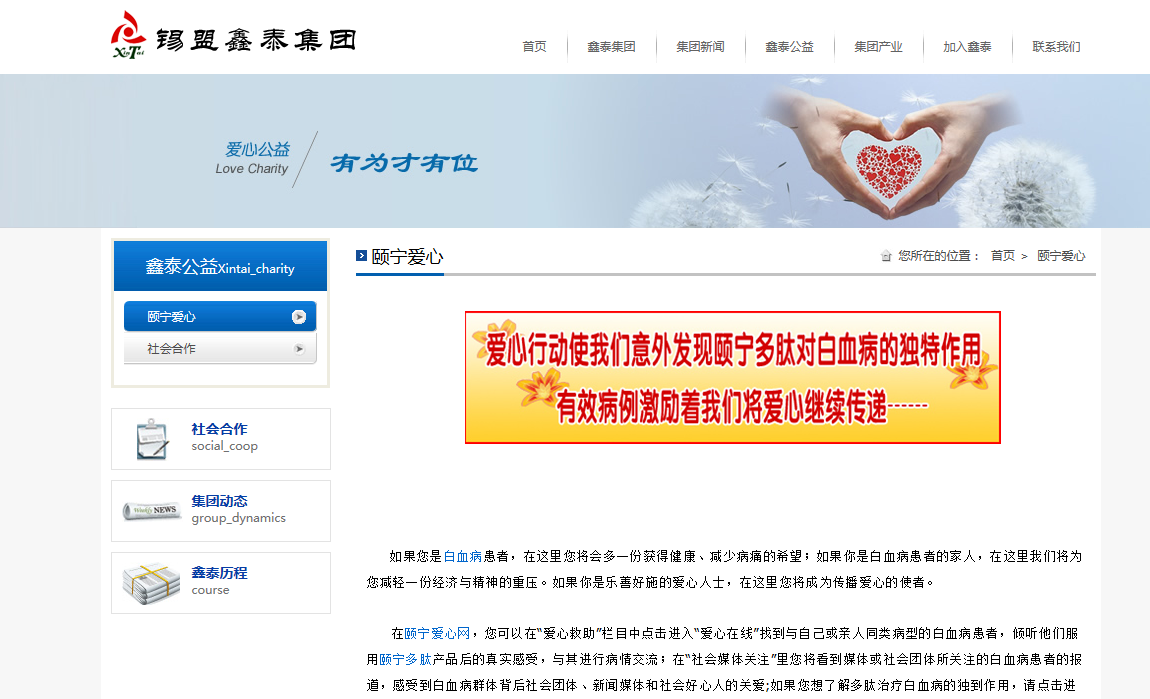 XinTai 锡盟鑫泰集团
首页 鑫泰集团 集团新闻 鑫泰公益 集团产业 加入鑫泰 联系我们
爱心公益
Love Charity
有为才有位
鑫泰公益Xintai_charity
颐宁爱心
社会合作
社会合作
social_coop
Weekly NEWS
集团动态
group_dynamics
鑫泰历程
course
颐宁爱心
您所在的位置： 首页 > 颐宁爱心
爱心行动使我们意外发现颐宁多肽对白血病的独特作用
有效病例激励着我们将爱心继续传递------
如果您是白血病患者，在这里您将会多一份获得健康、减少病痛的希望；如果你是白血病患者的家人，在这里我们将为
您减轻一份经济与精神的重压。如果你是乐善好施的爱心人士，在这里您将成为传播爱心的使者。
在颐宁爱心网，您可以在“爱心救助”栏目中点击进入“爱心在线”找到与自己或亲人同类病型的白血病患者，倾听他们服
用颐宁多肽产品后的真实感受，与其进行病情交流；在“社会媒体关注”里您将看到媒体或社会团体所关注的白血病患者的报
道，感受到白血病群体背后社会团体、新闻媒体和社会好心人的关爱;如果您想了解多肽治疗白血病的独到作用，请点击进